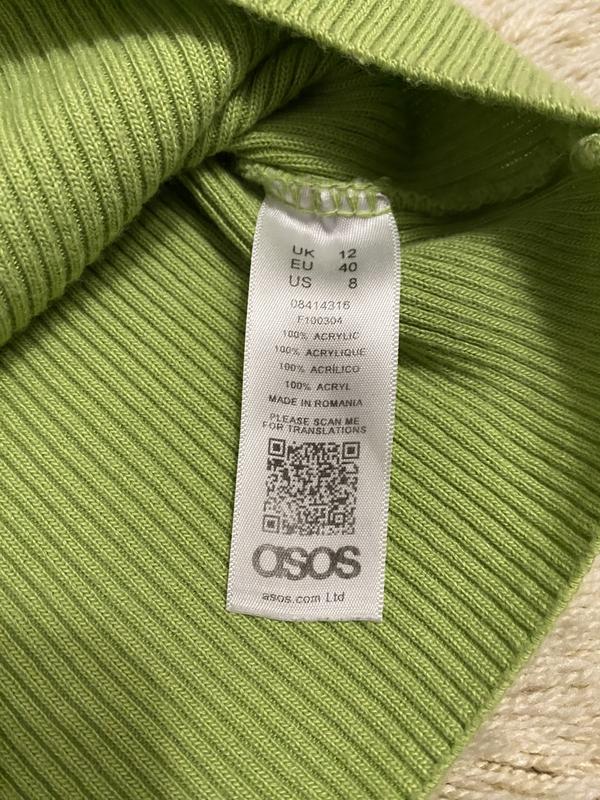 UK 12
EU 40
US 8
08414316
F100304
100% ACRYLIC
100% ACRYLIQUE
100% ACRÍLICO
100% ACRYL
MADE IN ROMANIA
PLEASE SCAN ME
FOR TRANSLATIONS
asos
asos.com Ltd